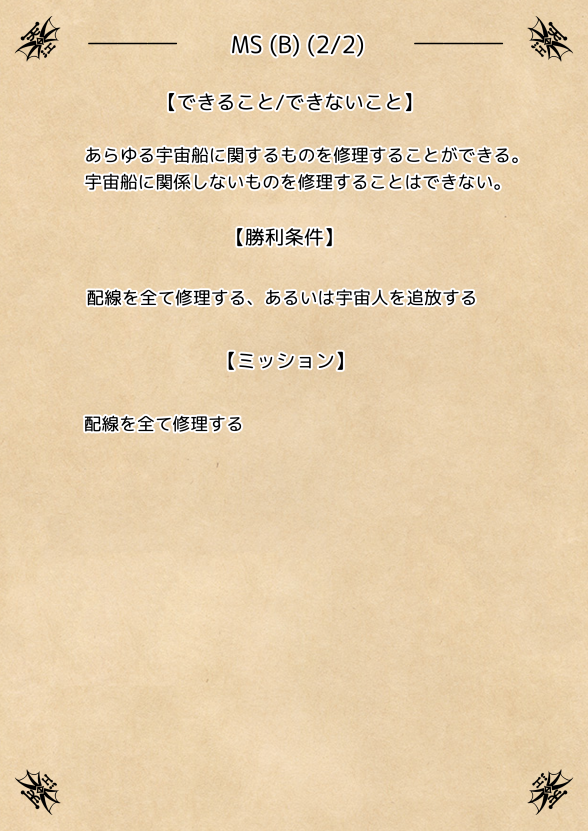 MS (B) (2/2)
【できること/できないこと】
あらゆる宇宙船に関するものを修理することができる。
宇宙船に関係しないものを修理することはできない。
【勝利条件】
配線を全て修理する、あるいは宇宙人を追放する
【ミッション】
配線を全て修理する